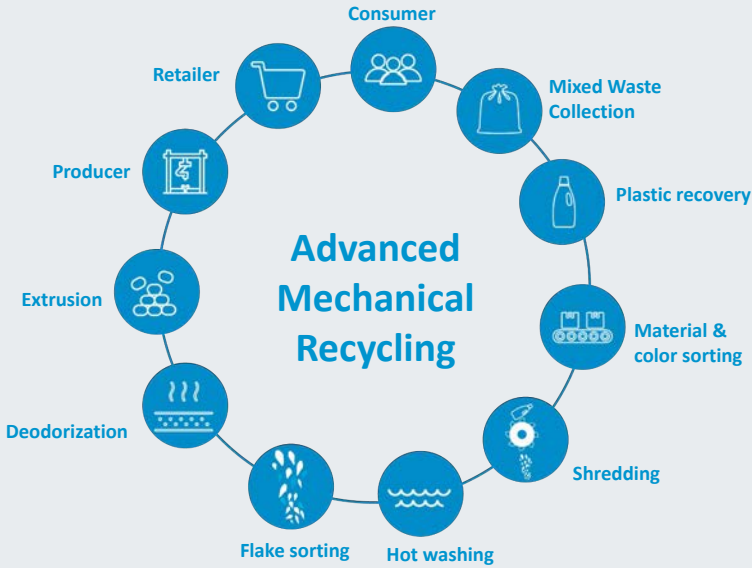 Consumer
Retailer
Mixed Waste
Collection
Producer
Plastic recovery
Advanced
Mechanical
Recycling
Extrusion
Material &
color sorting
Deodorization
Shredding
Flake sorting
Hot washing